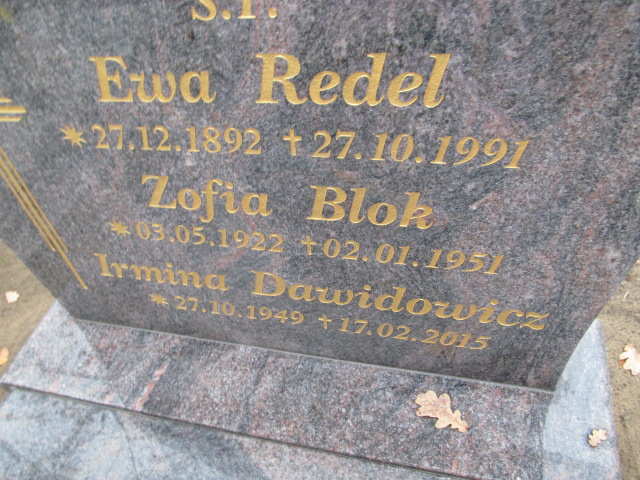 Ś.P.
Ewa Redel
* 27.12.1892 † 27.10.1991
Zofia Blok
* 03.05.1922 † 02.01.1951
Irmina Dawidowicz
* 27.10.1949 † 17.02.2015